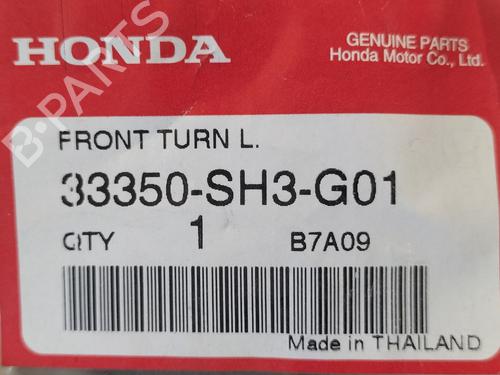 HONDA
GENUINE PARTS
Honda Motor Co., Ltd.
B-PARTS
FRONT TURN L.
33350-SH3-G01
QTY 1 B7A09
Made in THAILAND